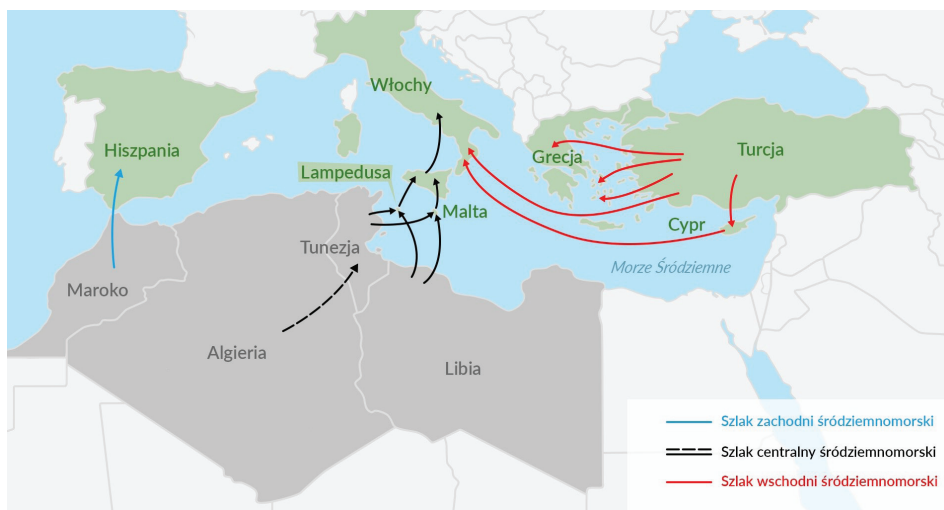 Włochy
Hiszpania
Grecja
Turcja
Lampedusa
Malta
Cypr
Tunezja
Morze Śródziemne
Maroko
Algieria
Libia
Szlak zachodni śródziemnomorski
Szlak centralny śródziemnomorski
Szlak wschodni śródziemnomorski